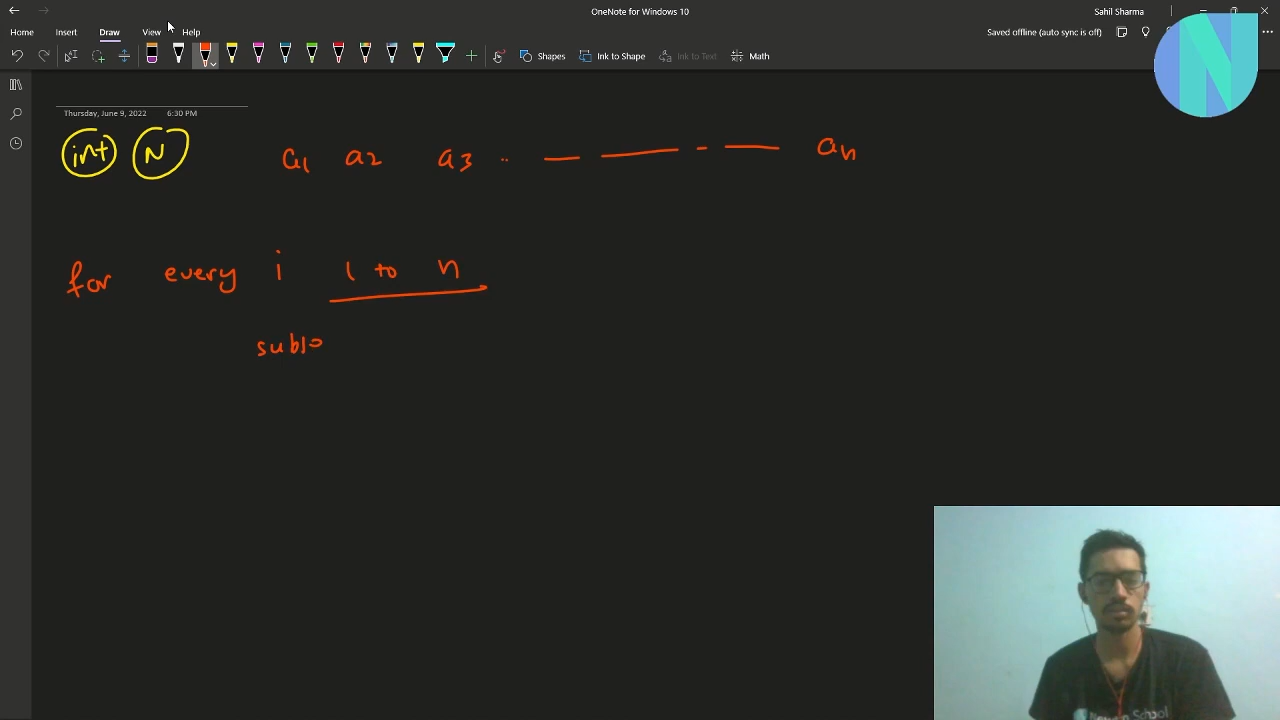 OneNote for Windows 10
Sahil Sharma
Home Insert Draw View Help
Saved offline (auto sync is off)
Shapes Ink to Shape Ink to Text Math
Thursday, June 9, 2022 6:30 PM
int N a1 a2 a3 .. — — - — an
for every i 1 to n
School